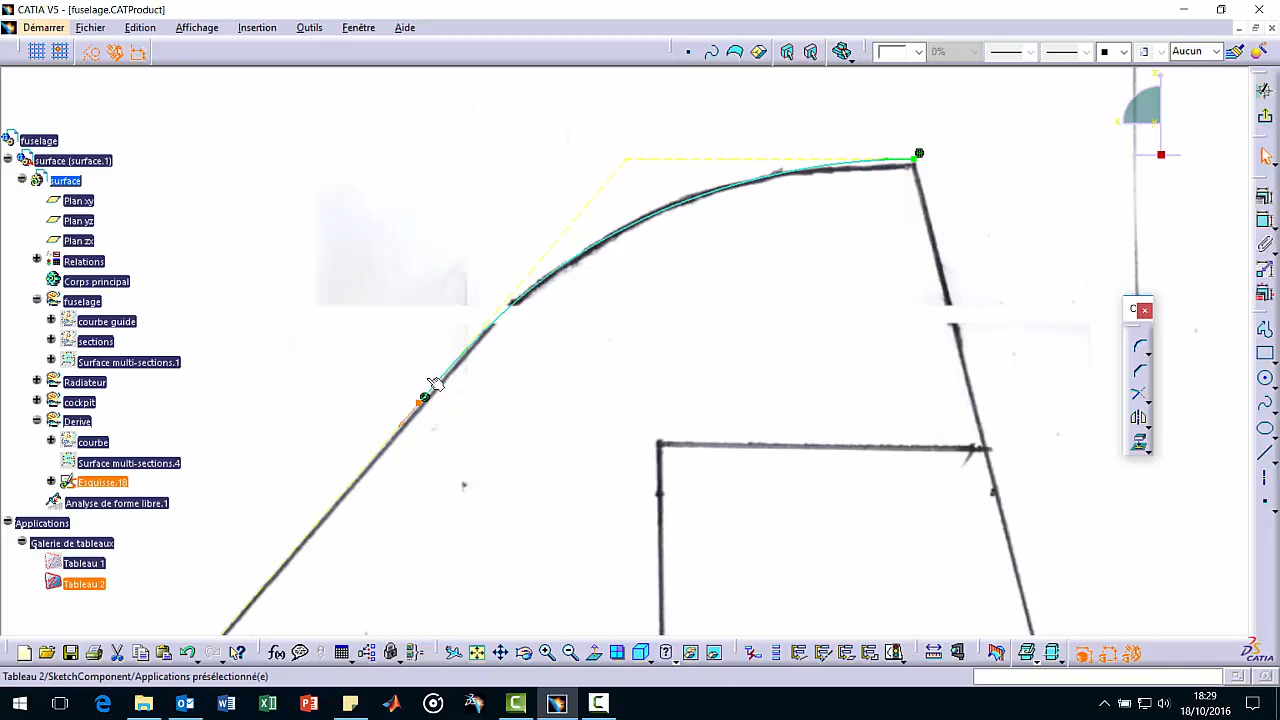 CATIA V5 - [fuselage.CATProduct]
Démarrer Fichier Edition Affichage Insertion Outils Fenêtre Aide
0% Aucun
z
x y
fuselage
surface (surface.1)
surface
Plan xy
Plan yz
Plan zx
Relations
Corps principal
fuselage
courbe guide
sections
Surface multi-sections.1
Radiateur
cockpit
Derive
courbe
Surface multi-sections.4
Esquisse.18
Analyse de forme libre.1
Applications
Galerie de tableaux
Tableau 1
Tableau 2
C
f(x)
CATIA
Tableau 2/SketchComponent/Applications présélectionné(e)
18:29
18/10/2016